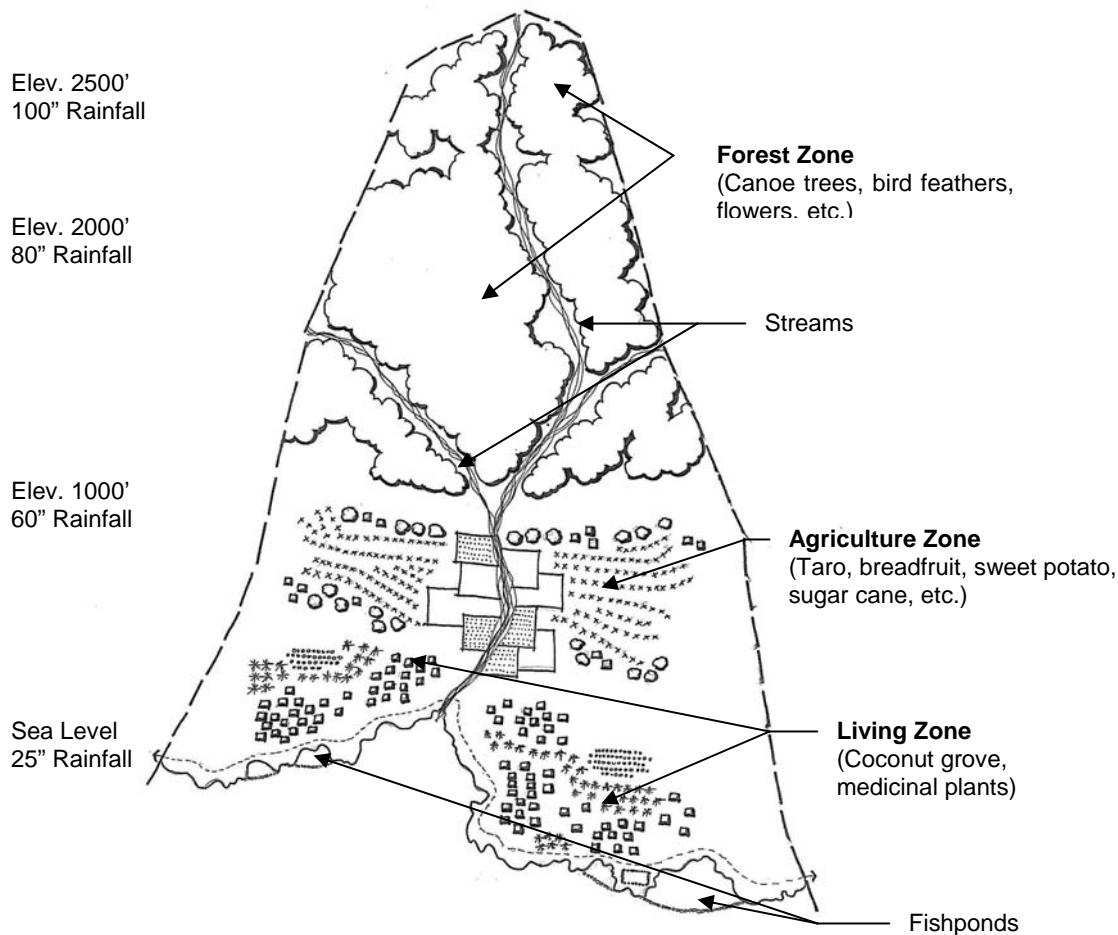 Elev. 2500'
100” Rainfall
Forest Zone
(Canoe trees, bird feathers,
flowers, etc.)
Elev. 2000'
80” Rainfall
Streams
Elev. 1000'
60” Rainfall
Agriculture Zone
(Taro, breadfruit, sweet potato,
sugar cane, etc.)
Sea Level
25” Rainfall
Living Zone
(Coconut grove,
medicinal plants)
Fishponds